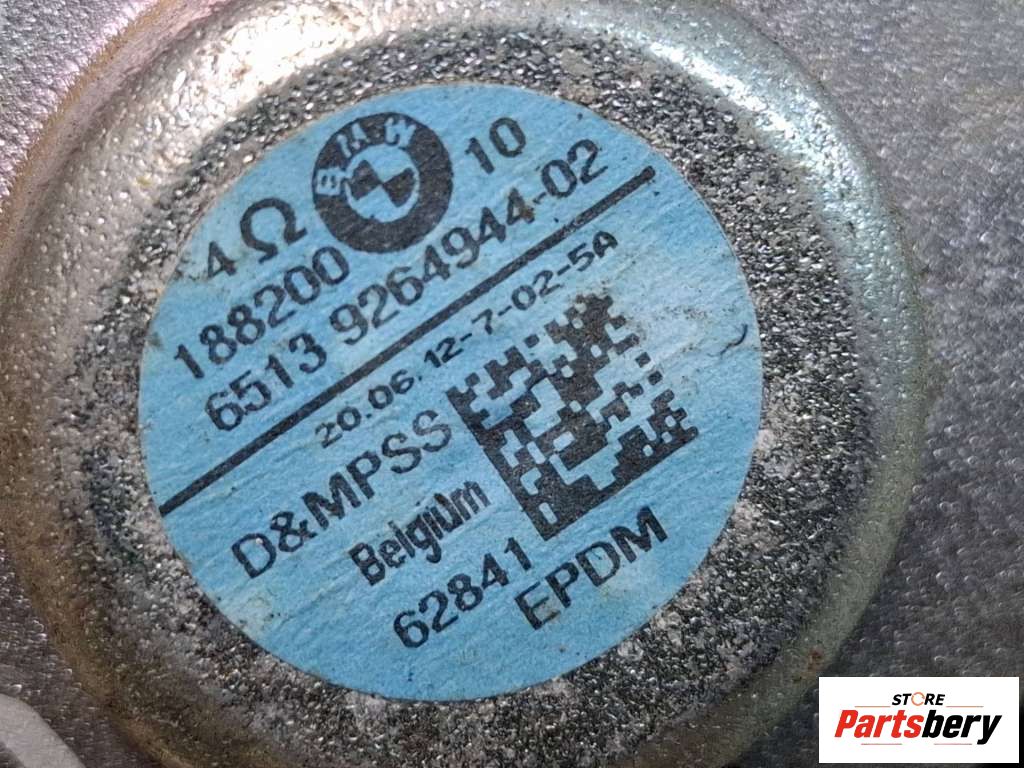 BMW
4Ω 10
188200
6513 9264944-02
20.06.12-7-02-5A
D&MPSS
Belgium
62841
EPDM
STORE
Partsbery